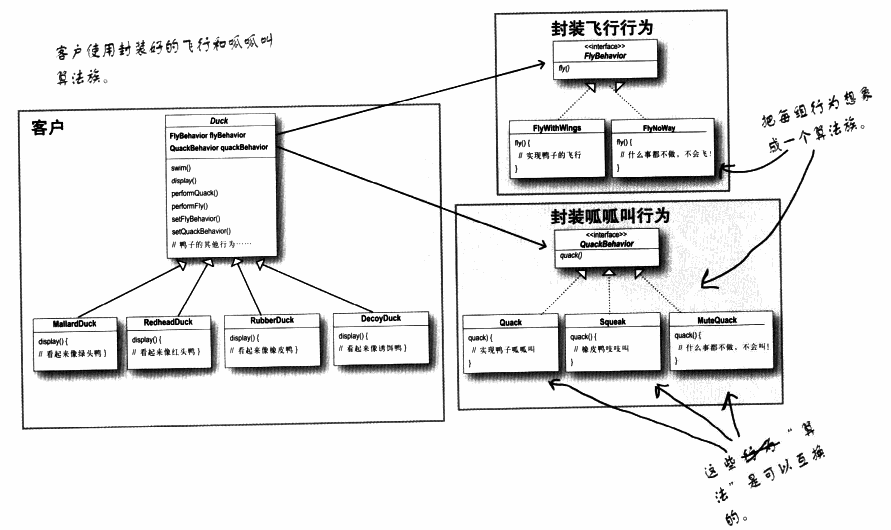 客户使用封装好的飞行和呱呱叫
算法族。
客户
Duck
FlyBehavior flyBehavior
QuackBehavior quackBehavior
swim()
display()
performQuack()
performFly()
setFlyBehavior()
setQuackBehavior()
// 鸭子的其他行为……
MallardDuck
display() {
// 看起来像绿头鸭 }
RedheadDuck
display() {
// 看起来像红头鸭 }
RubberDuck
display() {
// 看起来像橡皮鸭 }
DecoyDuck
display() {
// 看起来像诱饵鸭 }
封装飞行行为
<<interface>>
FlyBehavior
fly()
FlyWithWings
fly() {
// 实现鸭子的飞行
}
FlyNoWay
fly() {
// 什么事都不做，不会飞！
}
把每组行为想象
成一个算法族。
封装呱呱叫行为
<<interface>>
QuackBehavior
quack()
Quack
quack) {
// 实现鸭子呱呱叫
}
Squeak
quack() {
// 橡皮鸭吱吱叫
}
MuteQuack
quack() {
// 什么事都不做，不会叫！
}
这些行为“算
法”是可以互换
的。